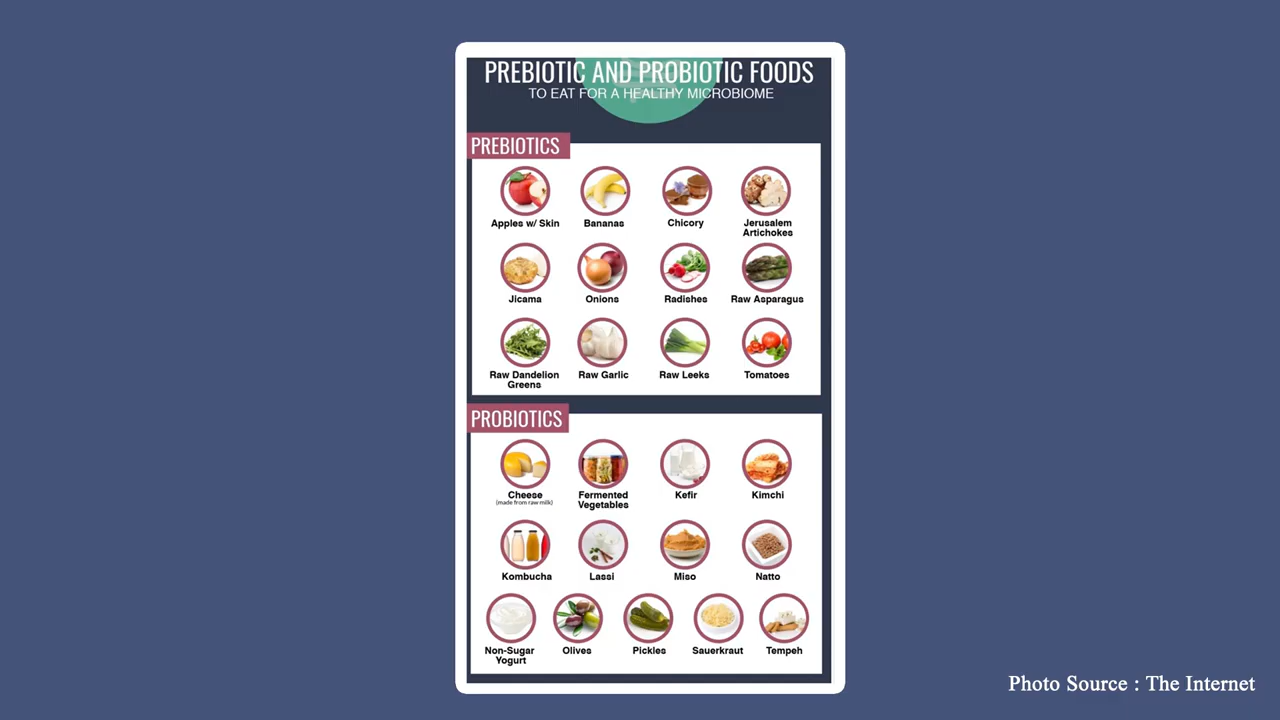 PREBIOTIC AND PROBIOTIC FOODS
TO EAT FOR A HEALTHY MICROBIOME
PREBIOTICS
Apples w/ Skin
Bananas
Chicory
Jerusalem
Artichokes
Jicama
Onions
Radishes
Raw Asparagus
Raw Dandelion
Greens
Raw Garlic
Raw Leeks
Tomatoes
PROBIOTICS
Cheese
(made from raw milk)
Fermented
Vegetables
Kefir
Kimchi
Kombucha
Lassi
Miso
Natto
Non-Sugar
Yogurt
Olives
Pickles
Sauerkraut
Tempeh
Photo Source : The Internet